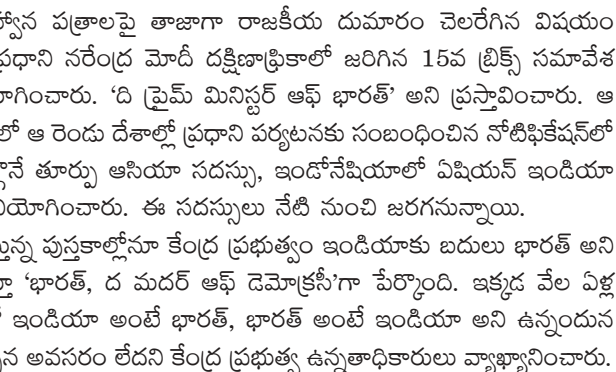 పత్రాలపై తాజాగా రాజకీయ దుమారం చెలరేగిన విషయం
ప్రధాని నరేంద్ర మోదీ దక్షిణాఫ్రికాలో జరిగిన 15వ బ్రిక్స్ సమావేశ
‘ది ప్రైమ్ మినిస్టర్ ఆఫ్ భారత్’ అని ప్రస్తావించారు. ఆ
లో ఆ రెండు దేశాల్లో ప్రధాని పర్యటనకు సంబంధించిన నోటిఫికేషన్‌లో
తూర్పు ఆసియా సదస్సు, ఇండోనేషియాలో ఏషియన్ ఇండియా
ఈ సదస్సులు నేటి నుంచి జరగనున్నాయి.
పుస్తకాల్లోనూ కేంద్ర ప్రభుత్వం ఇండియాకు బదులు భారత్ అని
‘భారత్, ద మదర్ ఆఫ్ డెమోక్రసీ’గా పేర్కొంది. ఇక్కడ వేల ఏళ్ల
ఇండియా అంటే భారత్, భారత్ అంటే ఇండియా అని ఉన్నందున
అవసరం లేదని కేంద్ర ప్రభుత్వ ఉన్నతాధికారులు వ్యాఖ్యానించారు.